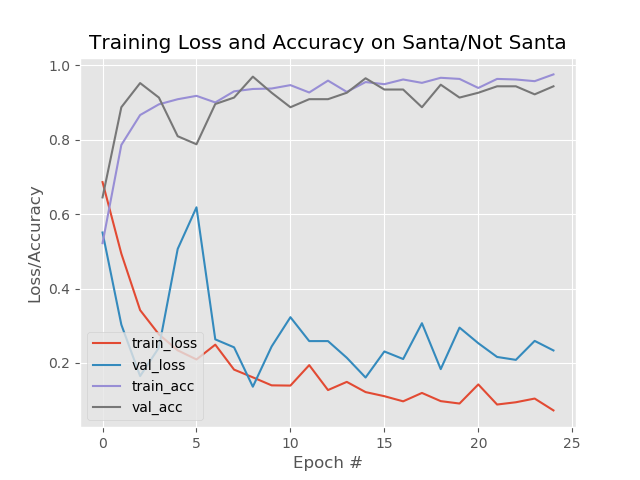 Training Loss and Accuracy on Santa/Not Santa
1.0
0.8
0.6
0.4
0.2
Loss/Accuracy
train_loss
val_loss
train_acc
val_acc
0 5 10 15 20 25
Epoch #